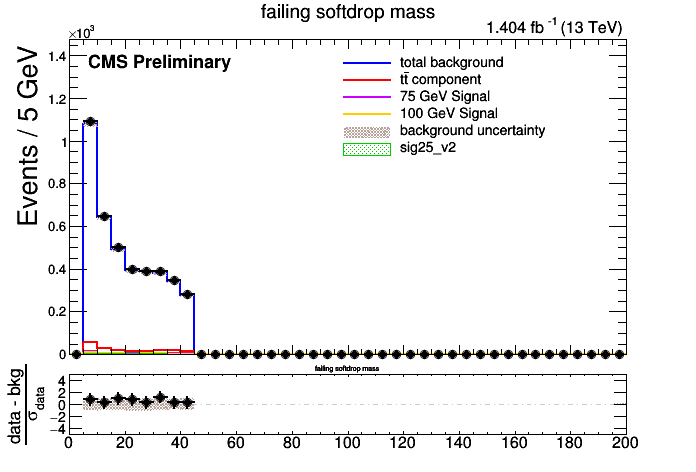 failing softdrop mass
×10³
1.404 fb⁻¹ (13 TeV)
CMS Preliminary
total background
tt̄ component
75 GeV Signal
100 GeV Signal
background uncertainty
sig25_v2
Events / 5 GeV
1.4
1.2
1
0.8
0.6
0.4
0.2
0
failing softdrop mass
data - bkg
σ data
4
2
0
−2
−4
0 20 40 60 80 100 120 140 160 180 200